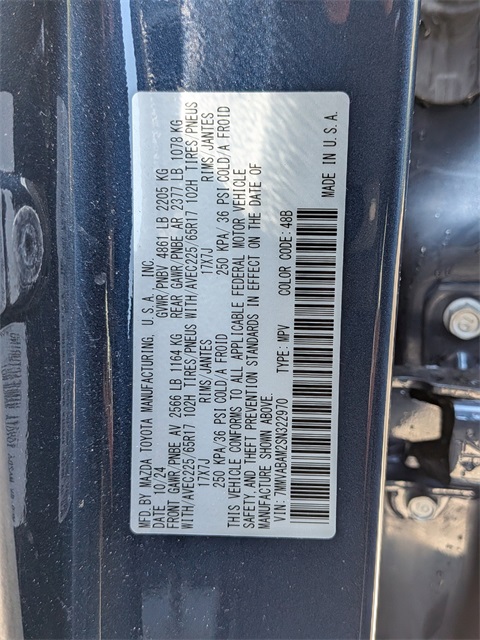 MFD.BY MAZDA TOYOTA MANUFACTURING, U.S.A. INC.
DATE 10/24 GVWR/PNBV 4861 LB 2205 KG
FRONT GAWR/PNBE AV 2566 LB 1164 KG REAR GAWR/PNBE AR 2377 LB 1078 KG
WITH/AVEC225/65R17 102H TIRES/PNEUS WITH/AVEC225/65R17 102H TIRES/PNEUS
17X7J RIMS/JANTES 17X7J RIMS/JANTES
250 KPA/36 PSI COLD/A FROID 250 KPA/36 PSI COLD/A FROID
THIS VEHICLE CONFORMS TO ALL APPLICABLE FEDERAL MOTOR VEHICLE
SAFETY, AND THEFT PREVENTION STANDARDS IN EFFECT ON THE DATE OF
MANUFACTURE SHOWN ABOVE.
VIN: 7MMVABAM2SN322970 TYPE: MPV COLOR CODE: 48B
MADE IN U.S.A.